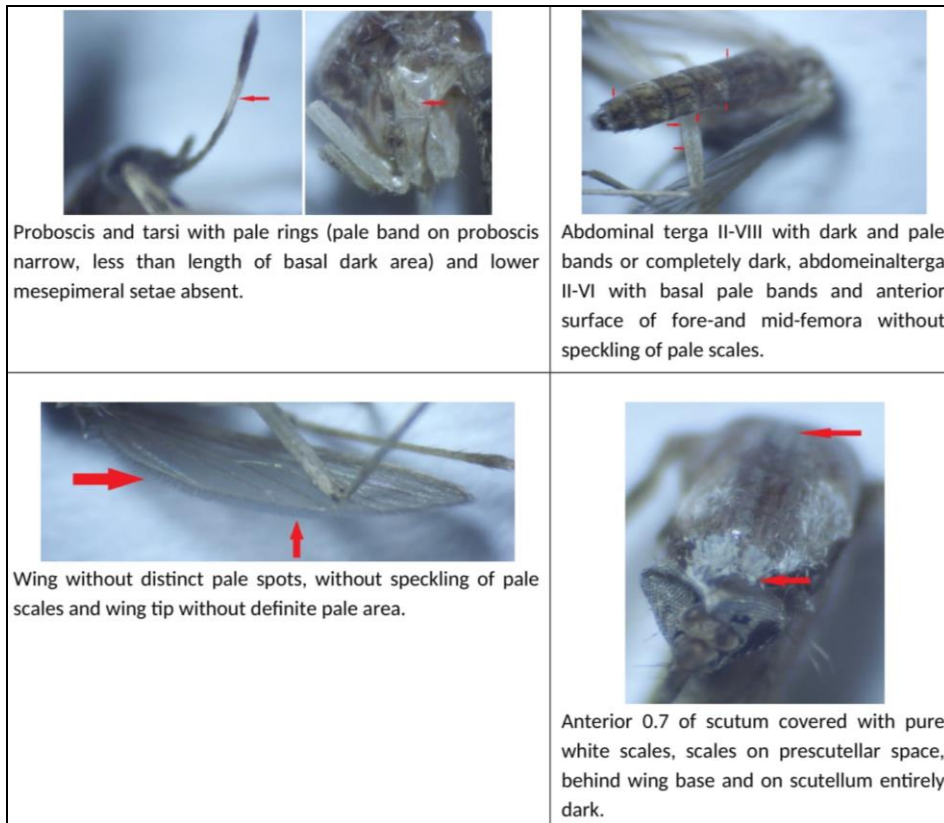 Proboscis and tarsi with pale rings (pale band on proboscis
narrow, less than length of basal dark area) and lower
mesepimeral setae absent.
Abdominal terga II-VIII with dark and pale
bands or completely dark, abdomeinalterga
II-VI with basal pale bands and anterior
surface of fore-and mid-femora without
speckling of pale scales.
Wing without distinct pale spots, without speckling of pale
scales and wing tip without definite pale area.
Anterior 0.7 of scutum covered with pure
white scales, scales on prescutellar space,
behind wing base and on scutellum entirely
dark.